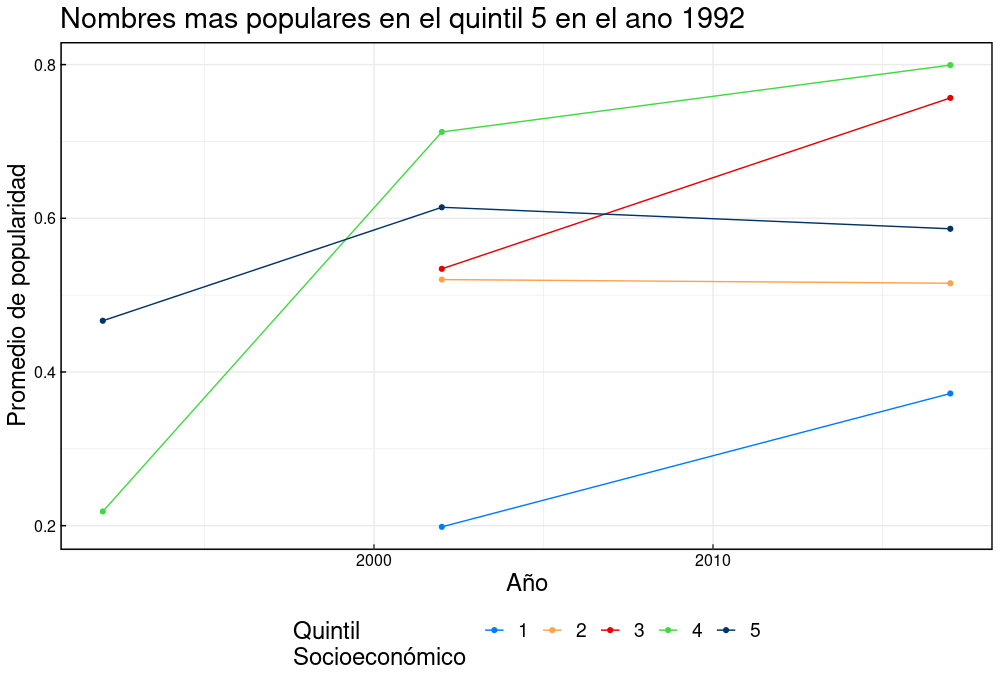 Nombres mas populares en el quintil 5 en el ano 1992
Promedio de popularidad
0.8
0.6
0.4
0.2
2000 2010
Año
Quintil
Socioeconómico
1 2 3 4 5